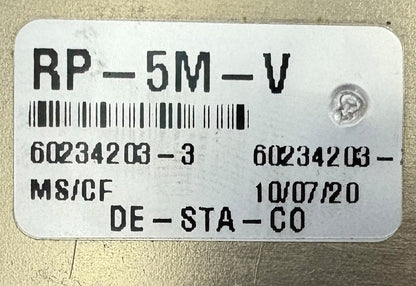 RP-5M-V
60234203-3 60234203-
MS/CF 10/07/20
DE-STA-CO